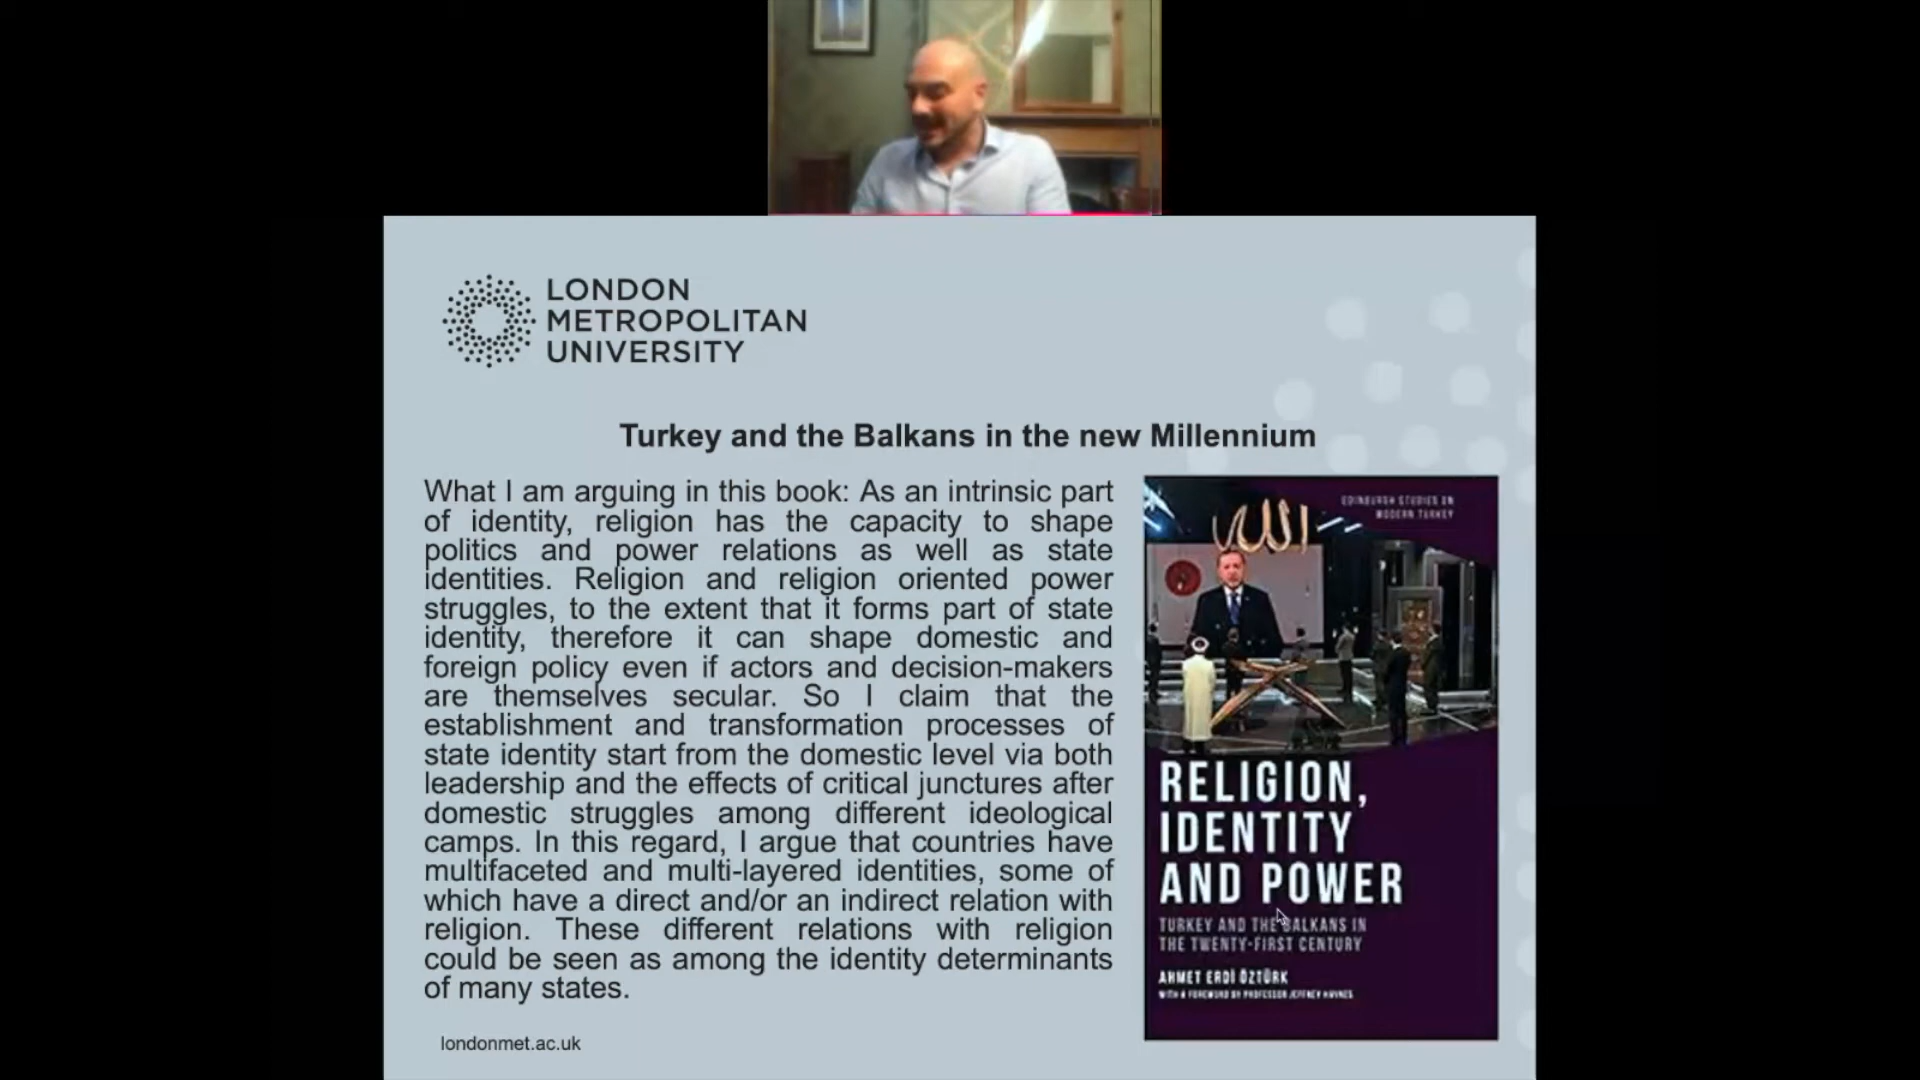 LONDON
METROPOLITAN
UNIVERSITY
Turkey and the Balkans in the new Millennium
What I am arguing in this book: As an intrinsic part
of identity, religion has the capacity to shape
politics and power relations as well as state
identities. Religion and religion oriented power
struggles, to the extent that it forms part of state
identity, therefore it can shape domestic and
foreign policy even if actors and decision-makers
are themselves secular. So I claim that the
establishment and transformation processes of
state identity start from the domestic level via both
leadership and the effects of critical junctures after
domestic struggles among different ideological
camps. In this regard, I argue that countries have
multifaceted and multi-layered identities, some of
which have a direct and/or an indirect relation with
religion. These different relations with religion
could be seen as among the identity determinants
of many states.
londonmet.ac.uk
EDINBURGH STUDIES ON
MODERN TURKEY
الله
RELIGION,
IDENTITY
AND POWER
TURKEY AND THE BALKANS IN
THE TWENTY-FIRST CENTURY
AHMET ERDİ ÖZTÜRK
WITH A FOREWORD BY PROFESSOR JEFFREY HAYNES